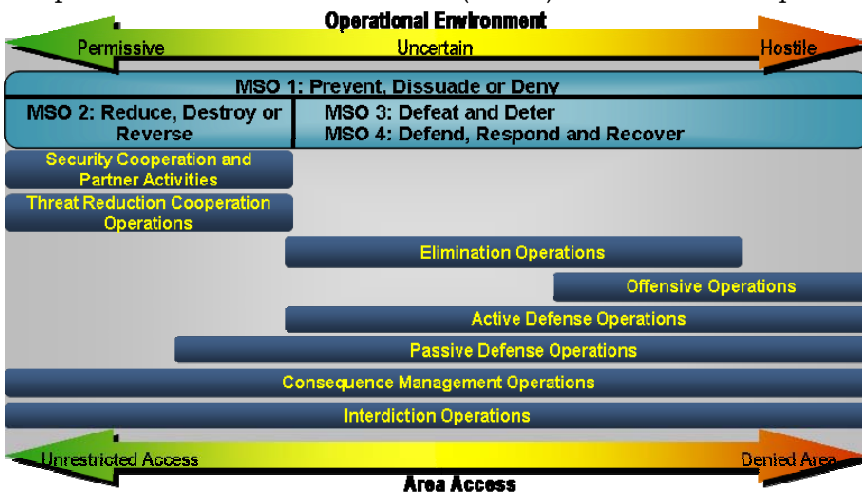 Operational Environment
Permissive Uncertain Hostile
MSO 1: Prevent, Dissuade or Deny
MSO 2: Reduce, Destroy or
Reverse
MSO 3: Defeat and Deter
MSO 4: Defend, Respond and Recover
Security Cooperation and
Partner Activities
Threat Reduction Cooperation
Operations
Elimination Operations
Offensive Operations
Active Defense Operations
Passive Defense Operations
Consequence Management Operations
Interdiction Operations
Unrestricted Access Denied Area
Area Access